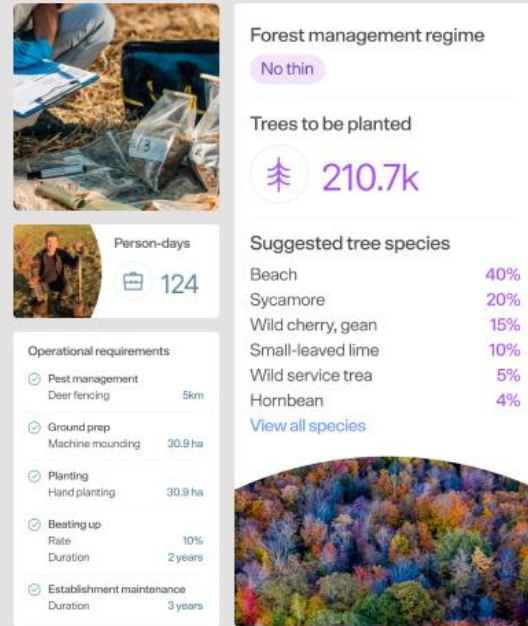 Person-days
124
Operational requirements
Pest management
Deer fencing 5km
Ground prep
Machine mounding 30.9 ha
Planting
Hand planting 30.9 ha
Beating up
Rate 10%
Duration 2 years
Establishment maintenance
Duration 3 years
Forest management regime
No thin
Trees to be planted
210.7k
Suggested tree species
Beach 40%
Sycamore 20%
Wild cherry, gean 15%
Small-leaved lime 10%
Wild service trea 5%
Hornbean 4%
View all species